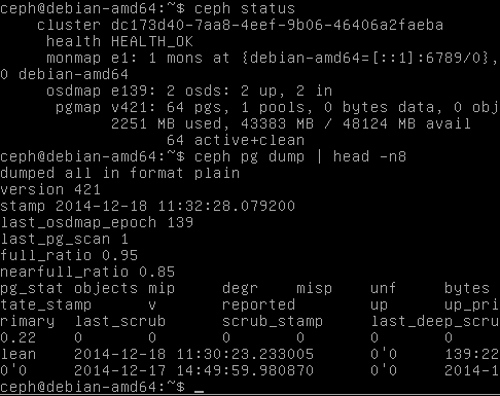 ceph@debian-amd64:~$ ceph status
    cluster dc173d40-7aa8-4eef-9b06-46406a2faeba
     health HEALTH_OK
     monmap e1: 1 mons at {debian-amd64=[::1]:6789/0},
0 debian-amd64
     osdmap e139: 2 osds: 2 up, 2 in
      pgmap v421: 64 pgs, 1 pools, 0 bytes data, 0 obj
            2251 MB used, 43383 MB / 48124 MB avail
                  64 active+clean
ceph@debian-amd64:~$ ceph pg dump | head -n8
dumped all in format plain
version 421
stamp 2014-12-18 11:32:28.079200
last_osdmap_epoch 139
last_pg_scan 1
full_ratio 0.95
nearfull_ratio 0.85
pg_stat objects mip     degr    misp    unf     bytes
tate_stamp      v       reported        up      up_pri
rimary  last_scrub      scrub_stamp     last_deep_scru
0.22    0       0       0       0       0       0
lean    2014-12-18 11:30:23.233005      0'0     139:22
0'0     2014-12-17 14:49:59.980870      0'0     2014-1
ceph@debian-amd64:~$ _